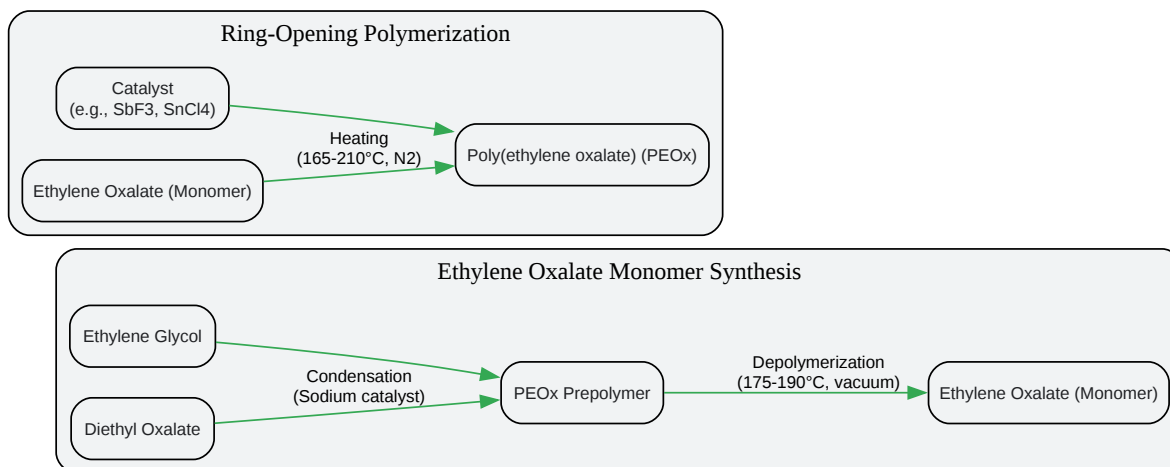 Ring-Opening Polymerization
Catalyst
(e.g., SbF3, SnCl4)
Heating
(165-210°C, N2)
Poly(ethylene oxalate) (PEOx)
Ethylene Oxalate (Monomer)
Ethylene Oxalate Monomer Synthesis
Ethylene Glycol
Condensation
(Sodium catalyst)
Diethyl Oxalate
PEOx Prepolymer
Depolymerization
(175-190°C, vacuum)
Ethylene Oxalate (Monomer)